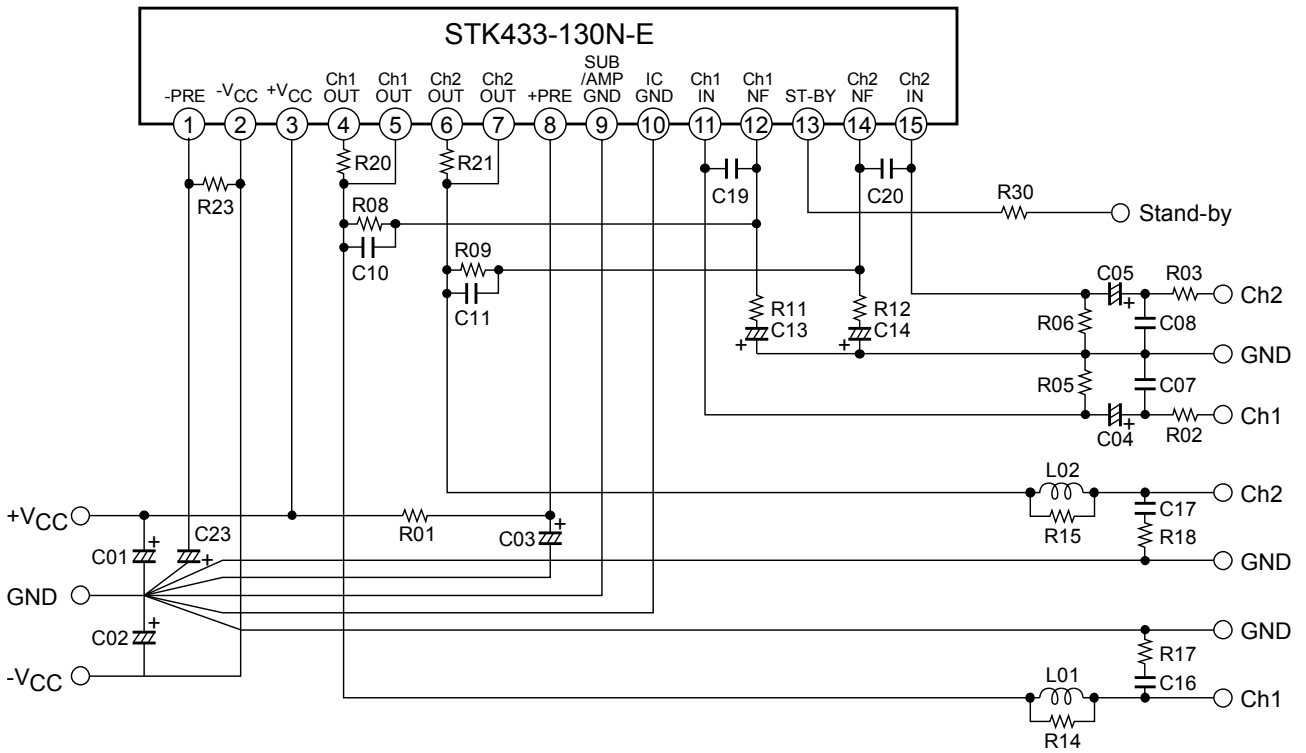 STK433-130N-E
-PRE
-VCC
+VCC
Ch1
OUT
Ch1
OUT
Ch2
OUT
Ch2
OUT
+PRE
SUB
/AMP
GND
IC
GND
Ch1
IN
Ch1
NF
ST-BY
Ch2
NF
Ch2
IN
1
2
3
4
5
6
7
8
9
10
11
12
13
14
15
R20
R21
C19
C20
R23
R30
Stand-by
R08
C10
R09
C11
R11
C13
+
R12
C14
+
C05
+
R03
Ch2
R06
C08
GND
R05
C07
C04
+
R02
Ch1
L02
R15
Ch2
C17
R18
GND
+VCC
C01
+
C23
+
R01
C03
+
GND
C02
+
-VCC
GND
R17
C16
L01
R14
Ch1